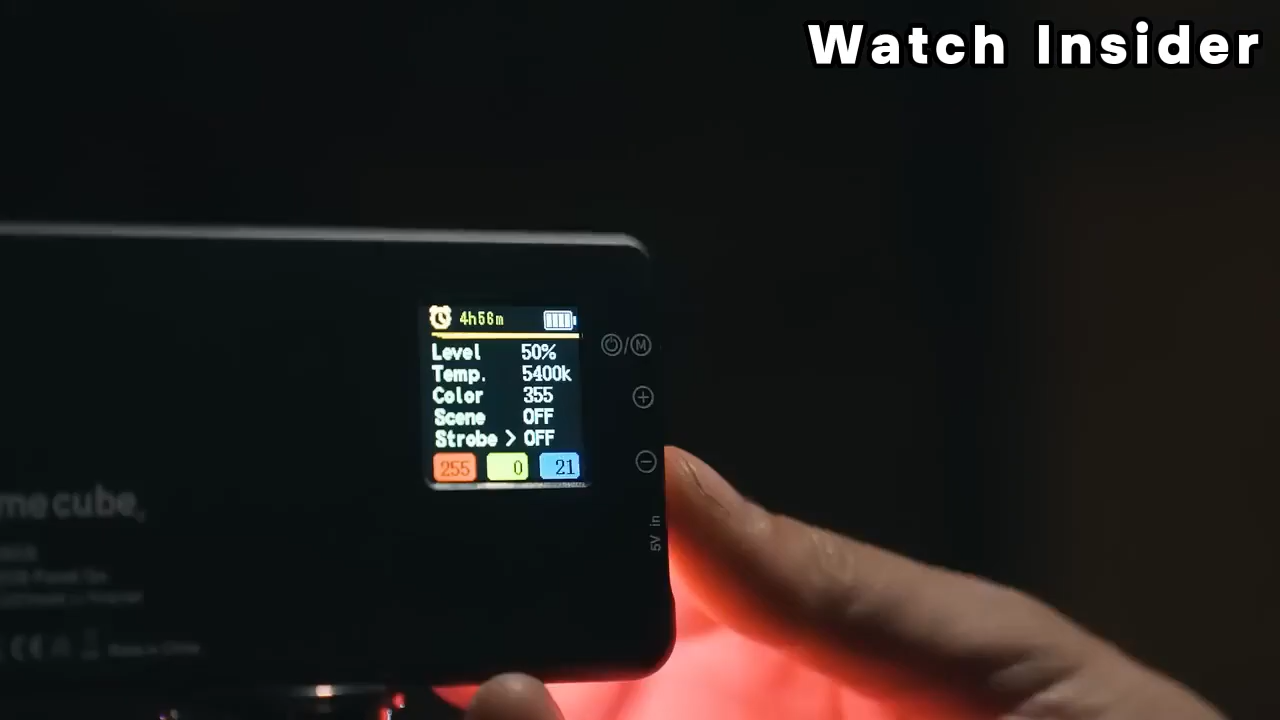 Watch Insider
4h56m
Level 50%
Temp. 5400k
Color 355
Scene OFF
Strobe > OFF
255 0 21
/M
+
−
5V in
me cube,